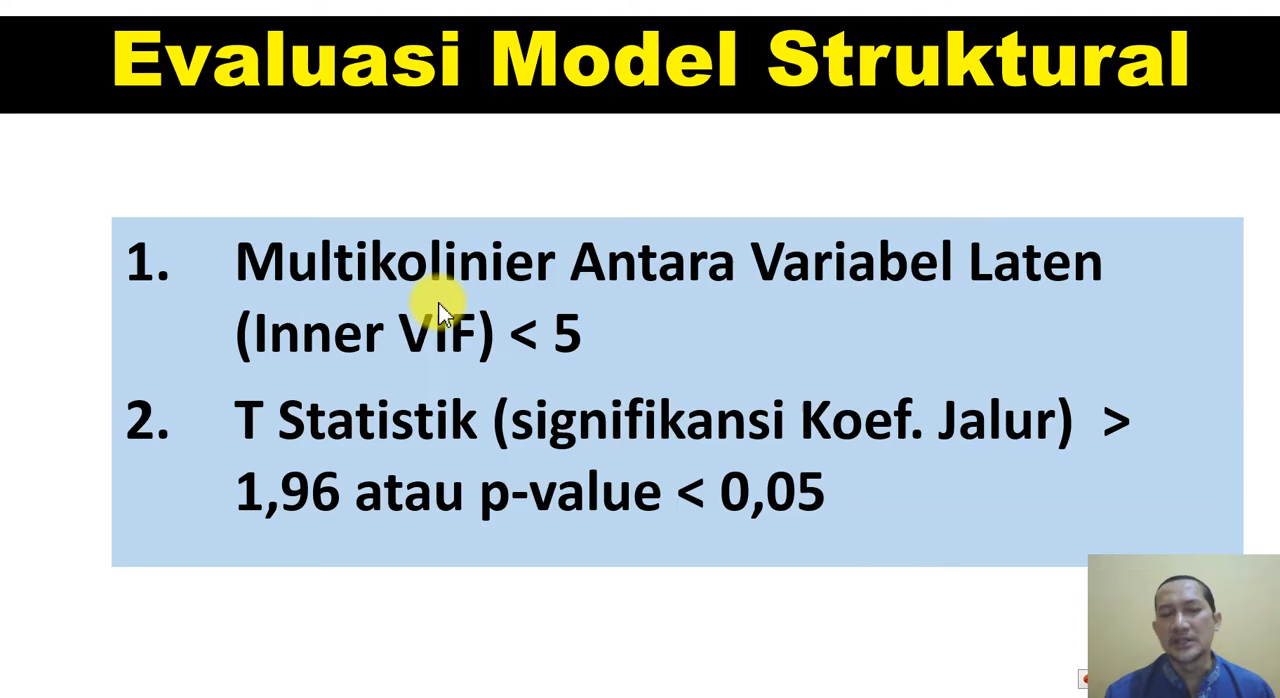 Evaluasi Model Struktural
1. Multikolinier Antara Variabel Laten
(Inner VIF) < 5
2. T Statistik (signifikansi Koef. Jalur) >
1,96 atau p-value < 0,05